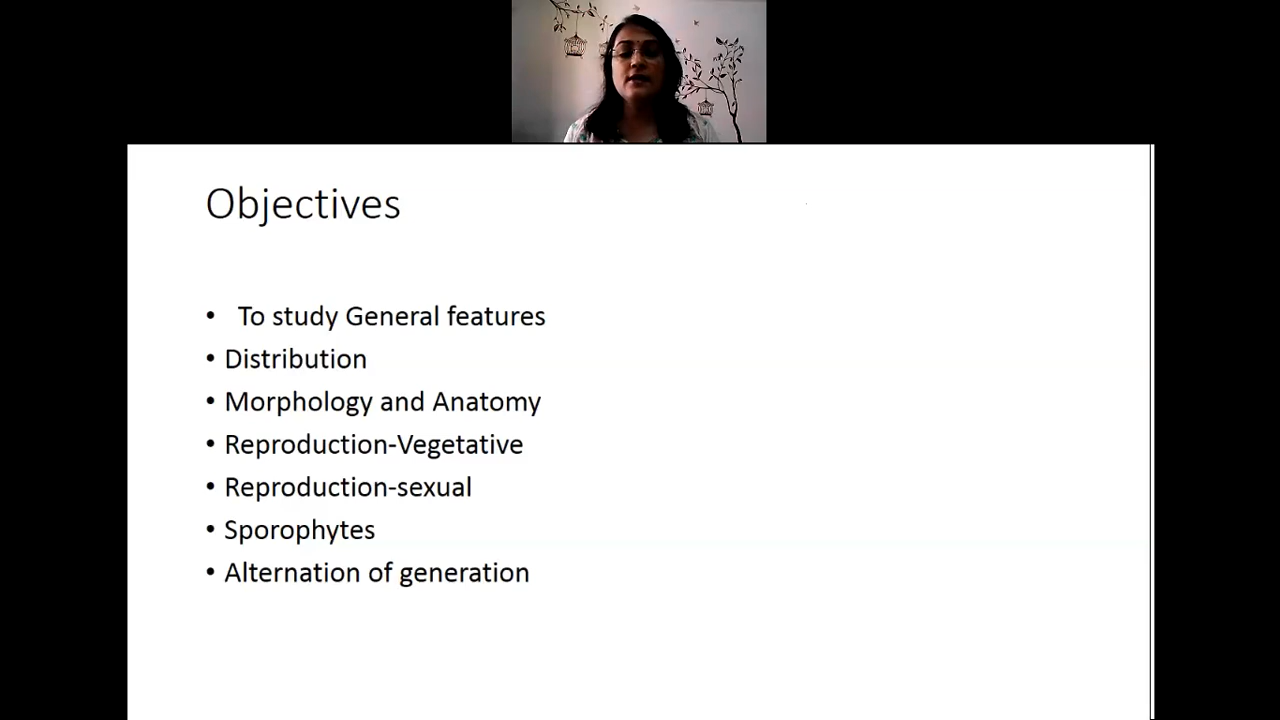 Objectives
• To study General features
• Distribution
• Morphology and Anatomy
• Reproduction-Vegetative
• Reproduction-sexual
• Sporophytes
• Alternation of generation